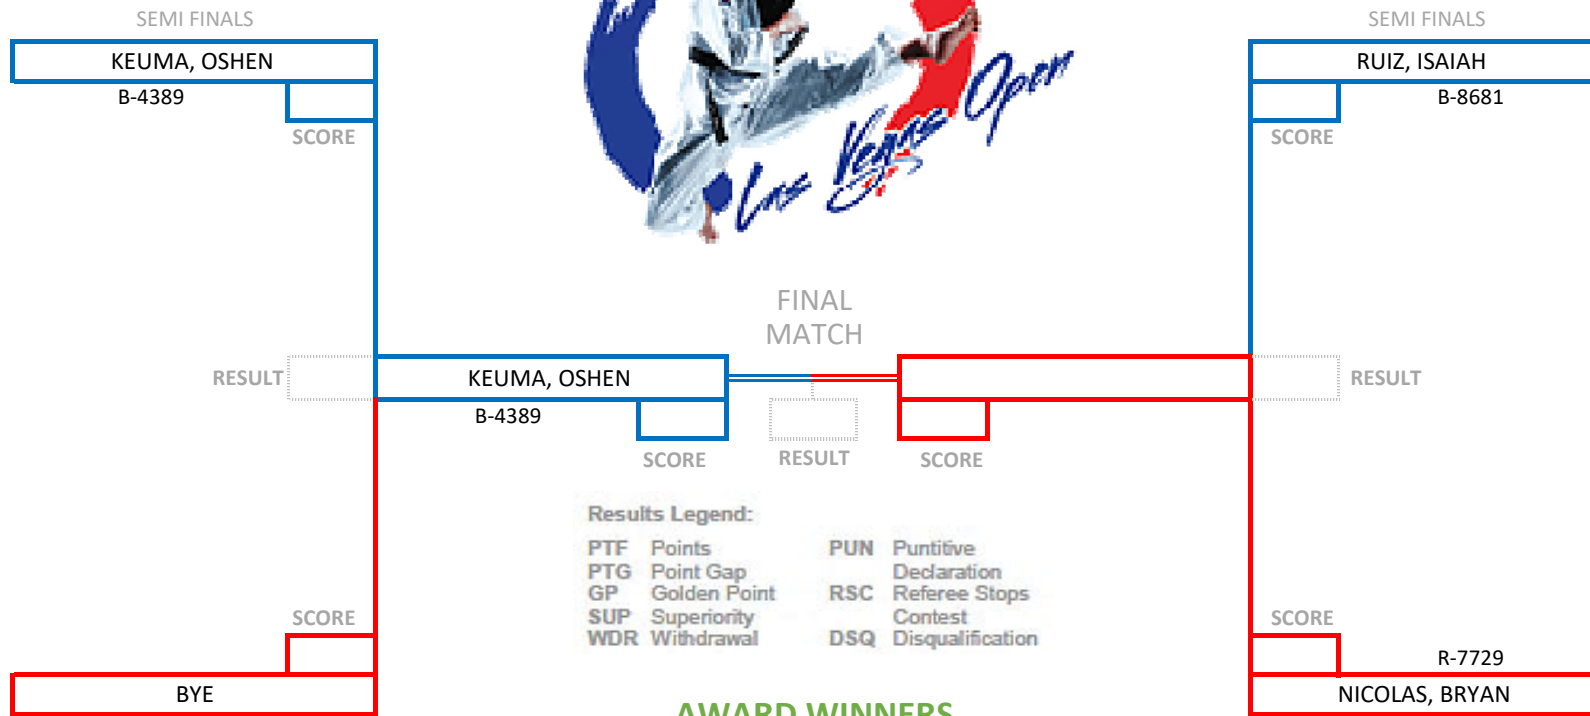 SEMI FINALS
SEMI FINALS
KEUMA, OSHEN
RUIZ, ISAIAH
B-4389
B-8681
SCORE
SCORE
Las Vegas Open
FINAL
MATCH
RESULT
KEUMA, OSHEN
RESULT
B-4389
SCORE
RESULT
SCORE
Results Legend:
PTF Points
PTG Point Gap
GP Golden Point
SUP Superiority
WDR Withdrawal
PUN Puntitive
Declaration
RSC Referee Stops
Contest
DSQ Disqualification
SCORE
SCORE
R-7729
BYE
NICOLAS, BRYAN
AWARD WINNERS